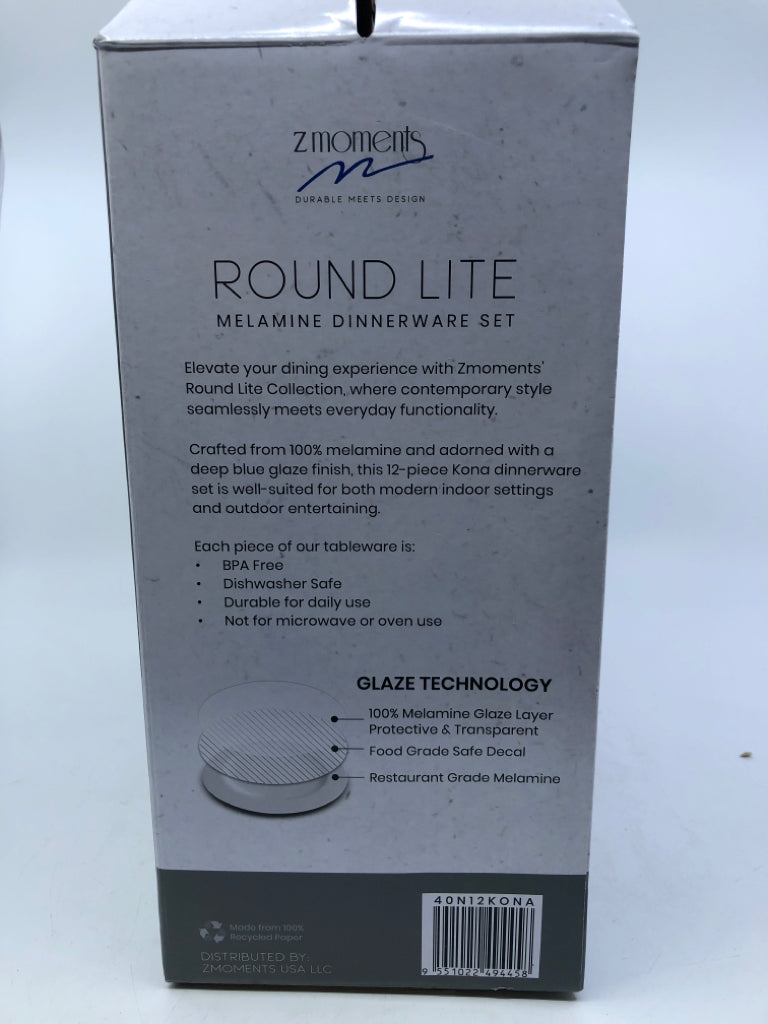 zmoments
DURABLE MEETS DESIGN
ROUND LITE
MELAMINE DINNERWARE SET
Elevate your dining experience with Zmoments'
Round Lite Collection, where contemporary style
seamlessly meets everyday functionality.
Crafted from 100% melamine and adorned with a
deep blue glaze finish, this 12-piece Kona dinnerware
set is well-suited for both modern indoor settings
and outdoor entertaining.
Each piece of our tableware is:
• BPA Free
• Dishwasher Safe
• Durable for daily use
• Not for microwave or oven use
GLAZE TECHNOLOGY
100% Melamine Glaze Layer
Protective & Transparent
Food Grade Safe Decal
Restaurant Grade Melamine
40N12KONA
9 551022 494458
Made from 100%
Recycled Paper
DISTRIBUTED BY:
ZMOMENTS USA LLC